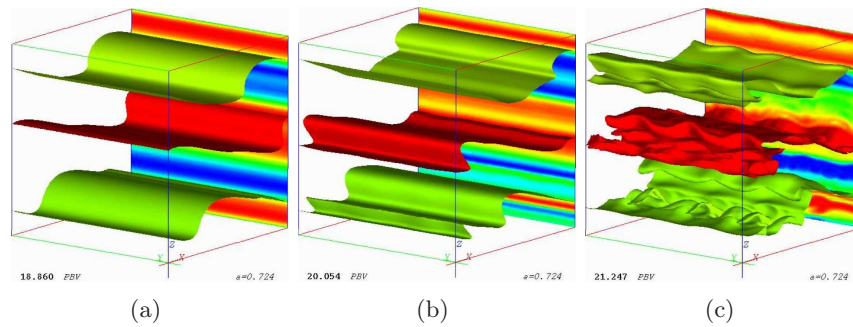 z
Y X
18.860 PBV a=0.724
z
Y X
20.054 PBV a=0.724
z
Y X
21.247 PBV a=0.724
(a) (b) (c)